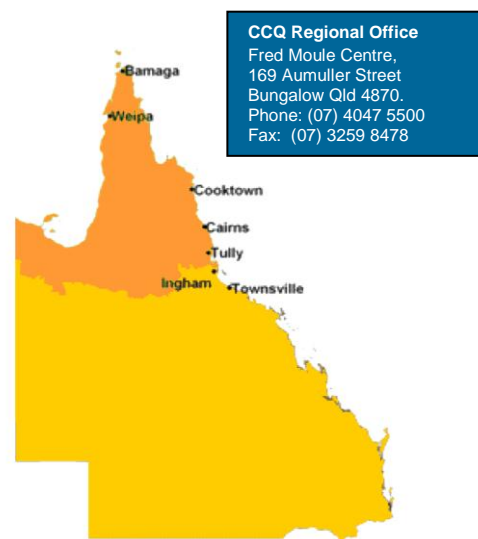 CCQ Regional Office
Fred Moule Centre,
169 Aumuller Street
Bungalow Qld 4870.
Phone: (07) 4047 5500
Fax: (07) 3259 8478
Bamaga
Weipa
Cooktown
Cairns
Tully
Ingham
Townsville